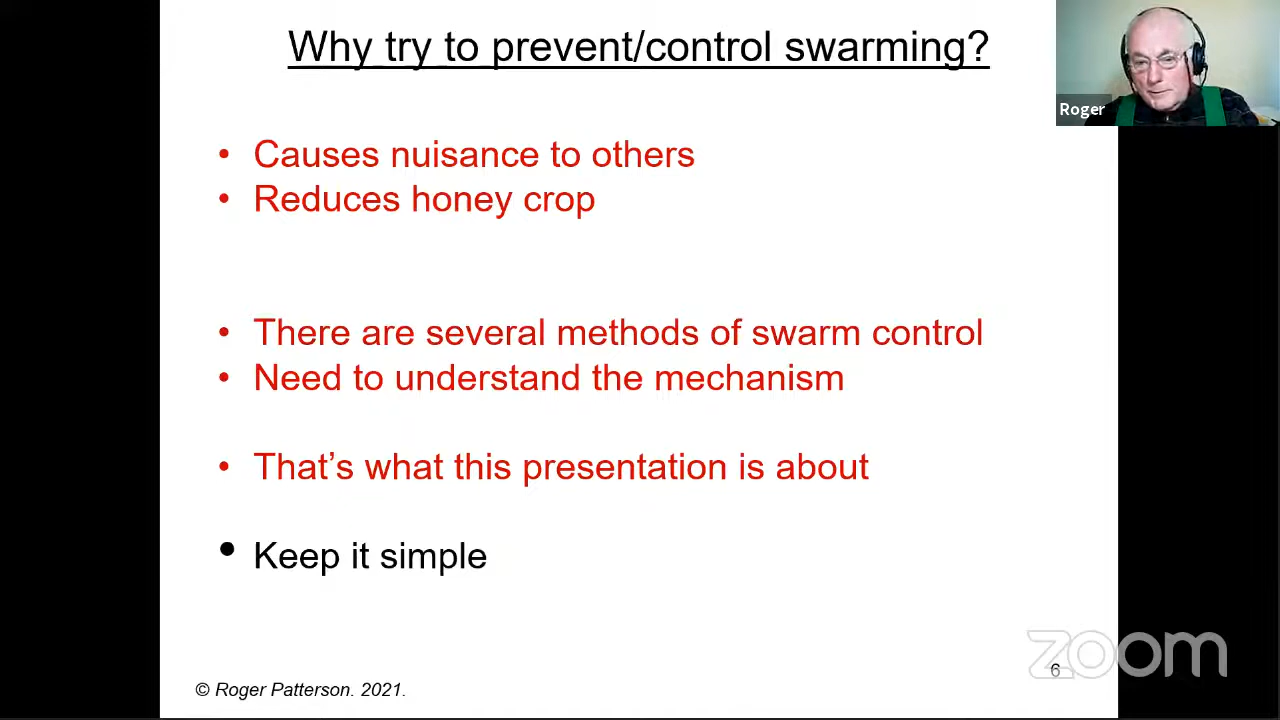 Why try to prevent/control swarming?
Roger
• Causes nuisance to others
• Reduces honey crop
• There are several methods of swarm control
• Need to understand the mechanism
• That’s what this presentation is about
• Keep it simple
zoom
6
© Roger Patterson. 2021.